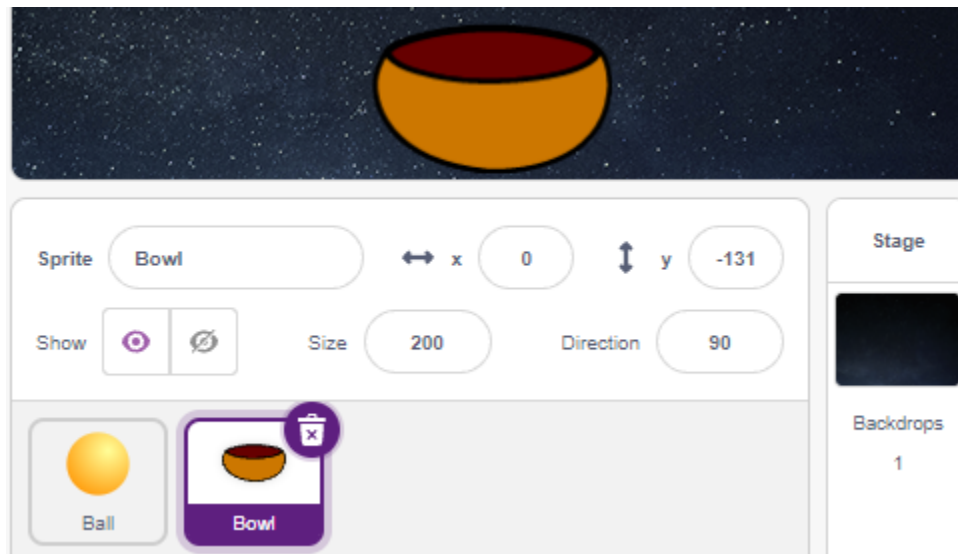 Sprite Bowl x 0 y -131
Show Size 200 Direction 90
Ball
Bowl
Stage
Backdrops
1